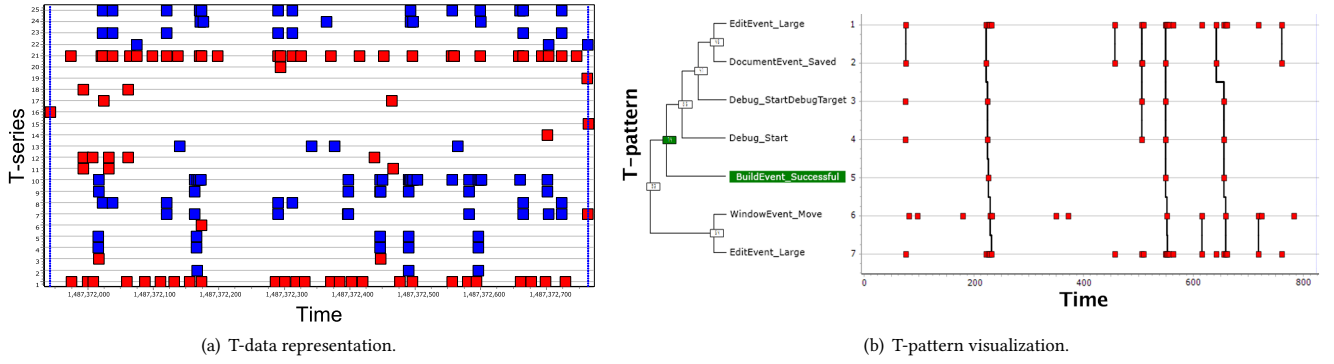 T-series
25
24
23
22
21
20
19
18
17
16
15
14
13
12
11
10
9
8
7
6
5
4
3
2
1
1,487,372,000 1,487,372,100 1,487,372,200 1,487,372,300 1,487,372,400 1,487,372,500 1,487,372,600 1,487,372,700
Time
(a) T-data representation.
T-pattern
EditEvent_Large 1
DocumentEvent_Saved 2
Debug_StartDebugTarget 3
Debug_Start 4
BuildEvent_Successful 5
WindowEvent_Move 6
EditEvent_Large 7
0 200 400 600 800
Time
(b) T-pattern visualization.